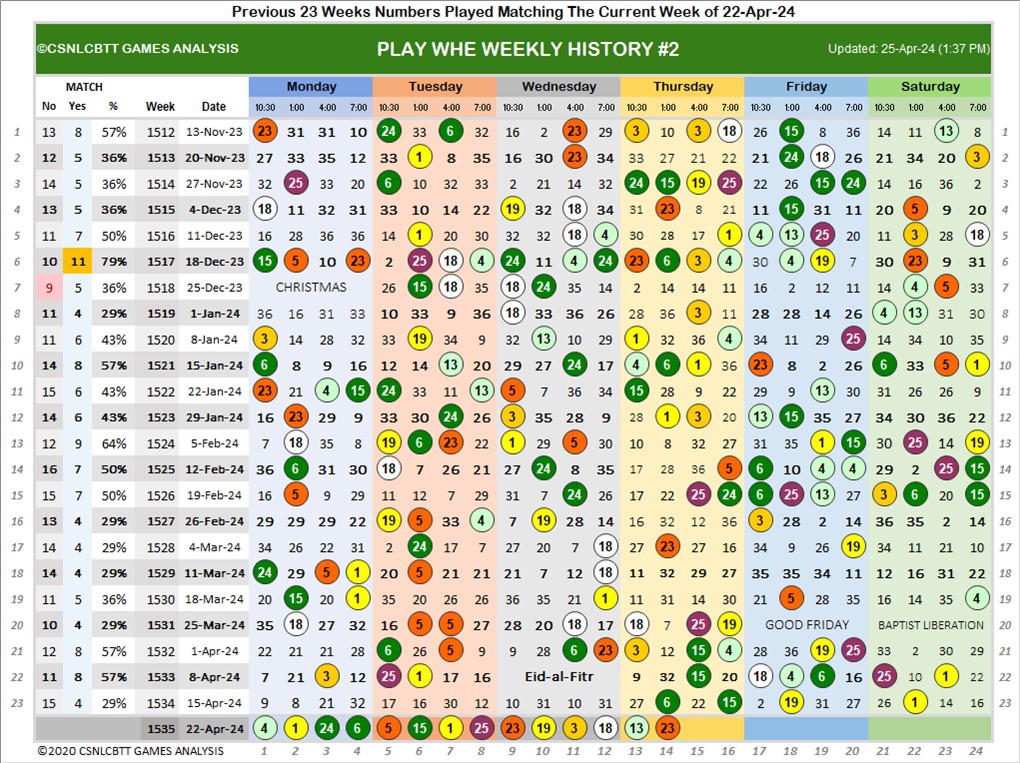 Previous 23 Weeks Numbers Played Matching The Current Week of 22-Apr-24
©CSNLCBTT GAMES ANALYSIS PLAY WHE WEEKLY HISTORY #2 Updated: 25-Apr-24 (1:37 PM)
MATCH Monday Tuesday Wednesday Thursday Friday Saturday
No Yes % Week Date 10:30 1:00 4:00 7:00 10:30 1:00 4:00 7:00 10:30 1:00 4:00 7:00 10:30 1:00 4:00 7:00 10:30 1:00 4:00 7:00 10:30 1:00 4:00 7:00
1 13 8 57% 1512 13-Nov-23 23 31 31 10 24 33 6 32 16 2 23 29 3 10 3 18 26 15 8 36 14 11 23 8 1
2 12 5 36% 1513 20-Nov-23 27 33 35 12 33 1 8 35 16 30 23 34 33 27 21 22 21 24 18 26 21 34 20 3 2
3 14 5 36% 1514 27-Nov-23 32 25 33 20 6 10 32 33 2 21 14 32 24 15 19 25 22 26 15 24 14 16 36 2 3
4 13 5 36% 1515 4-Dec-23 18 11 32 31 33 10 14 22 19 32 18 34 31 23 8 21 11 15 31 11 20 5 9 20 4
5 11 7 50% 1516 11-Dec-23 16 28 36 36 14 1 20 30 32 32 18 4 30 28 17 1 4 13 25 20 11 3 28 18 5
6 10 11 79% 1517 18-Dec-23 15 5 10 23 2 25 18 4 24 11 4 24 23 6 3 4 30 4 19 7 30 23 9 31 6
7 9 5 36% 1518 25-Dec-23 CHRISTMAS 26 15 18 35 18 24 35 14 2 14 14 11 16 2 12 11 14 4 5 33 7
8 11 4 29% 1519 1-Jan-24 36 16 31 33 10 33 9 36 18 33 36 26 28 36 3 11 28 28 14 26 4 13 31 30 8
9 11 6 43% 1520 8-Jan-24 3 14 28 32 33 19 34 9 32 13 10 29 1 32 36 4 34 11 29 25 14 34 10 35 9
10 14 8 57% 1521 15-Jan-24 6 8 9 16 12 14 13 20 29 27 24 17 4 6 1 36 23 8 2 26 6 33 5 1 10
11 15 6 43% 1522 22-Jan-24 23 21 4 15 24 33 11 13 5 7 36 34 15 28 9 22 29 9 13 30 31 26 26 9 11
12 14 6 43% 1523 29-Jan-24 16 23 29 9 33 30 24 26 3 35 28 9 28 1 3 20 13 15 35 27 34 30 36 22 12
13 12 9 64% 1524 5-Feb-24 7 18 35 8 19 6 23 22 1 29 5 30 10 8 32 27 31 35 1 15 30 25 14 19 13
14 16 7 50% 1525 12-Feb-24 36 6 31 30 18 7 26 21 27 24 8 35 17 28 36 5 6 10 4 4 29 2 25 15 14
15 15 7 50% 1526 19-Feb-24 16 5 29 9 11 12 7 29 31 7 24 26 17 22 25 24 6 25 13 27 3 6 20 15 15
16 13 4 29% 1527 26-Feb-24 29 29 29 22 19 5 33 4 7 19 28 14 16 32 12 36 3 28 2 14 36 35 2 14 16
17 14 4 29% 1528 4-Mar-24 34 26 22 31 2 24 17 7 27 20 7 18 27 23 27 16 34 9 26 19 34 11 21 10 17
18 14 4 29% 1529 11-Mar-24 24 29 5 1 20 5 21 21 21 7 12 18 11 32 29 27 35 35 34 11 12 16 31 22 18
19 11 5 36% 1530 18-Mar-24 20 15 20 1 35 20 26 26 36 35 21 1 11 31 14 30 21 5 28 35 16 14 35 4 19
20 10 4 29% 1531 25-Mar-24 35 18 27 32 16 5 5 27 28 20 18 17 18 7 25 19 GOOD FRIDAY BAPTIST LIBERATION 20
21 12 8 57% 1532 1-Apr-24 22 21 21 28 6 26 5 9 9 28 6 23 3 12 15 4 28 36 19 25 33 2 30 29 21
22 11 8 57% 1533 8-Apr-24 7 21 3 12 25 1 17 16 Eid-al-Fitr 9 32 15 20 18 4 6 16 25 10 1 22 22
23 15 4 29% 1534 15-Apr-24 9 8 21 32 17 16 30 12 10 31 10 31 27 6 22 15 2 19 31 27 26 1 14 16 23
1535 22-Apr-24 4 1 24 6 5 15 1 25 23 19 3 18 13 23
©2020 CSNLCBTT GAMES ANALYSIS 1 2 3 4 5 6 7 8 9 10 11 12 13 14 15 16 17 18 19 20 21 22 23 24